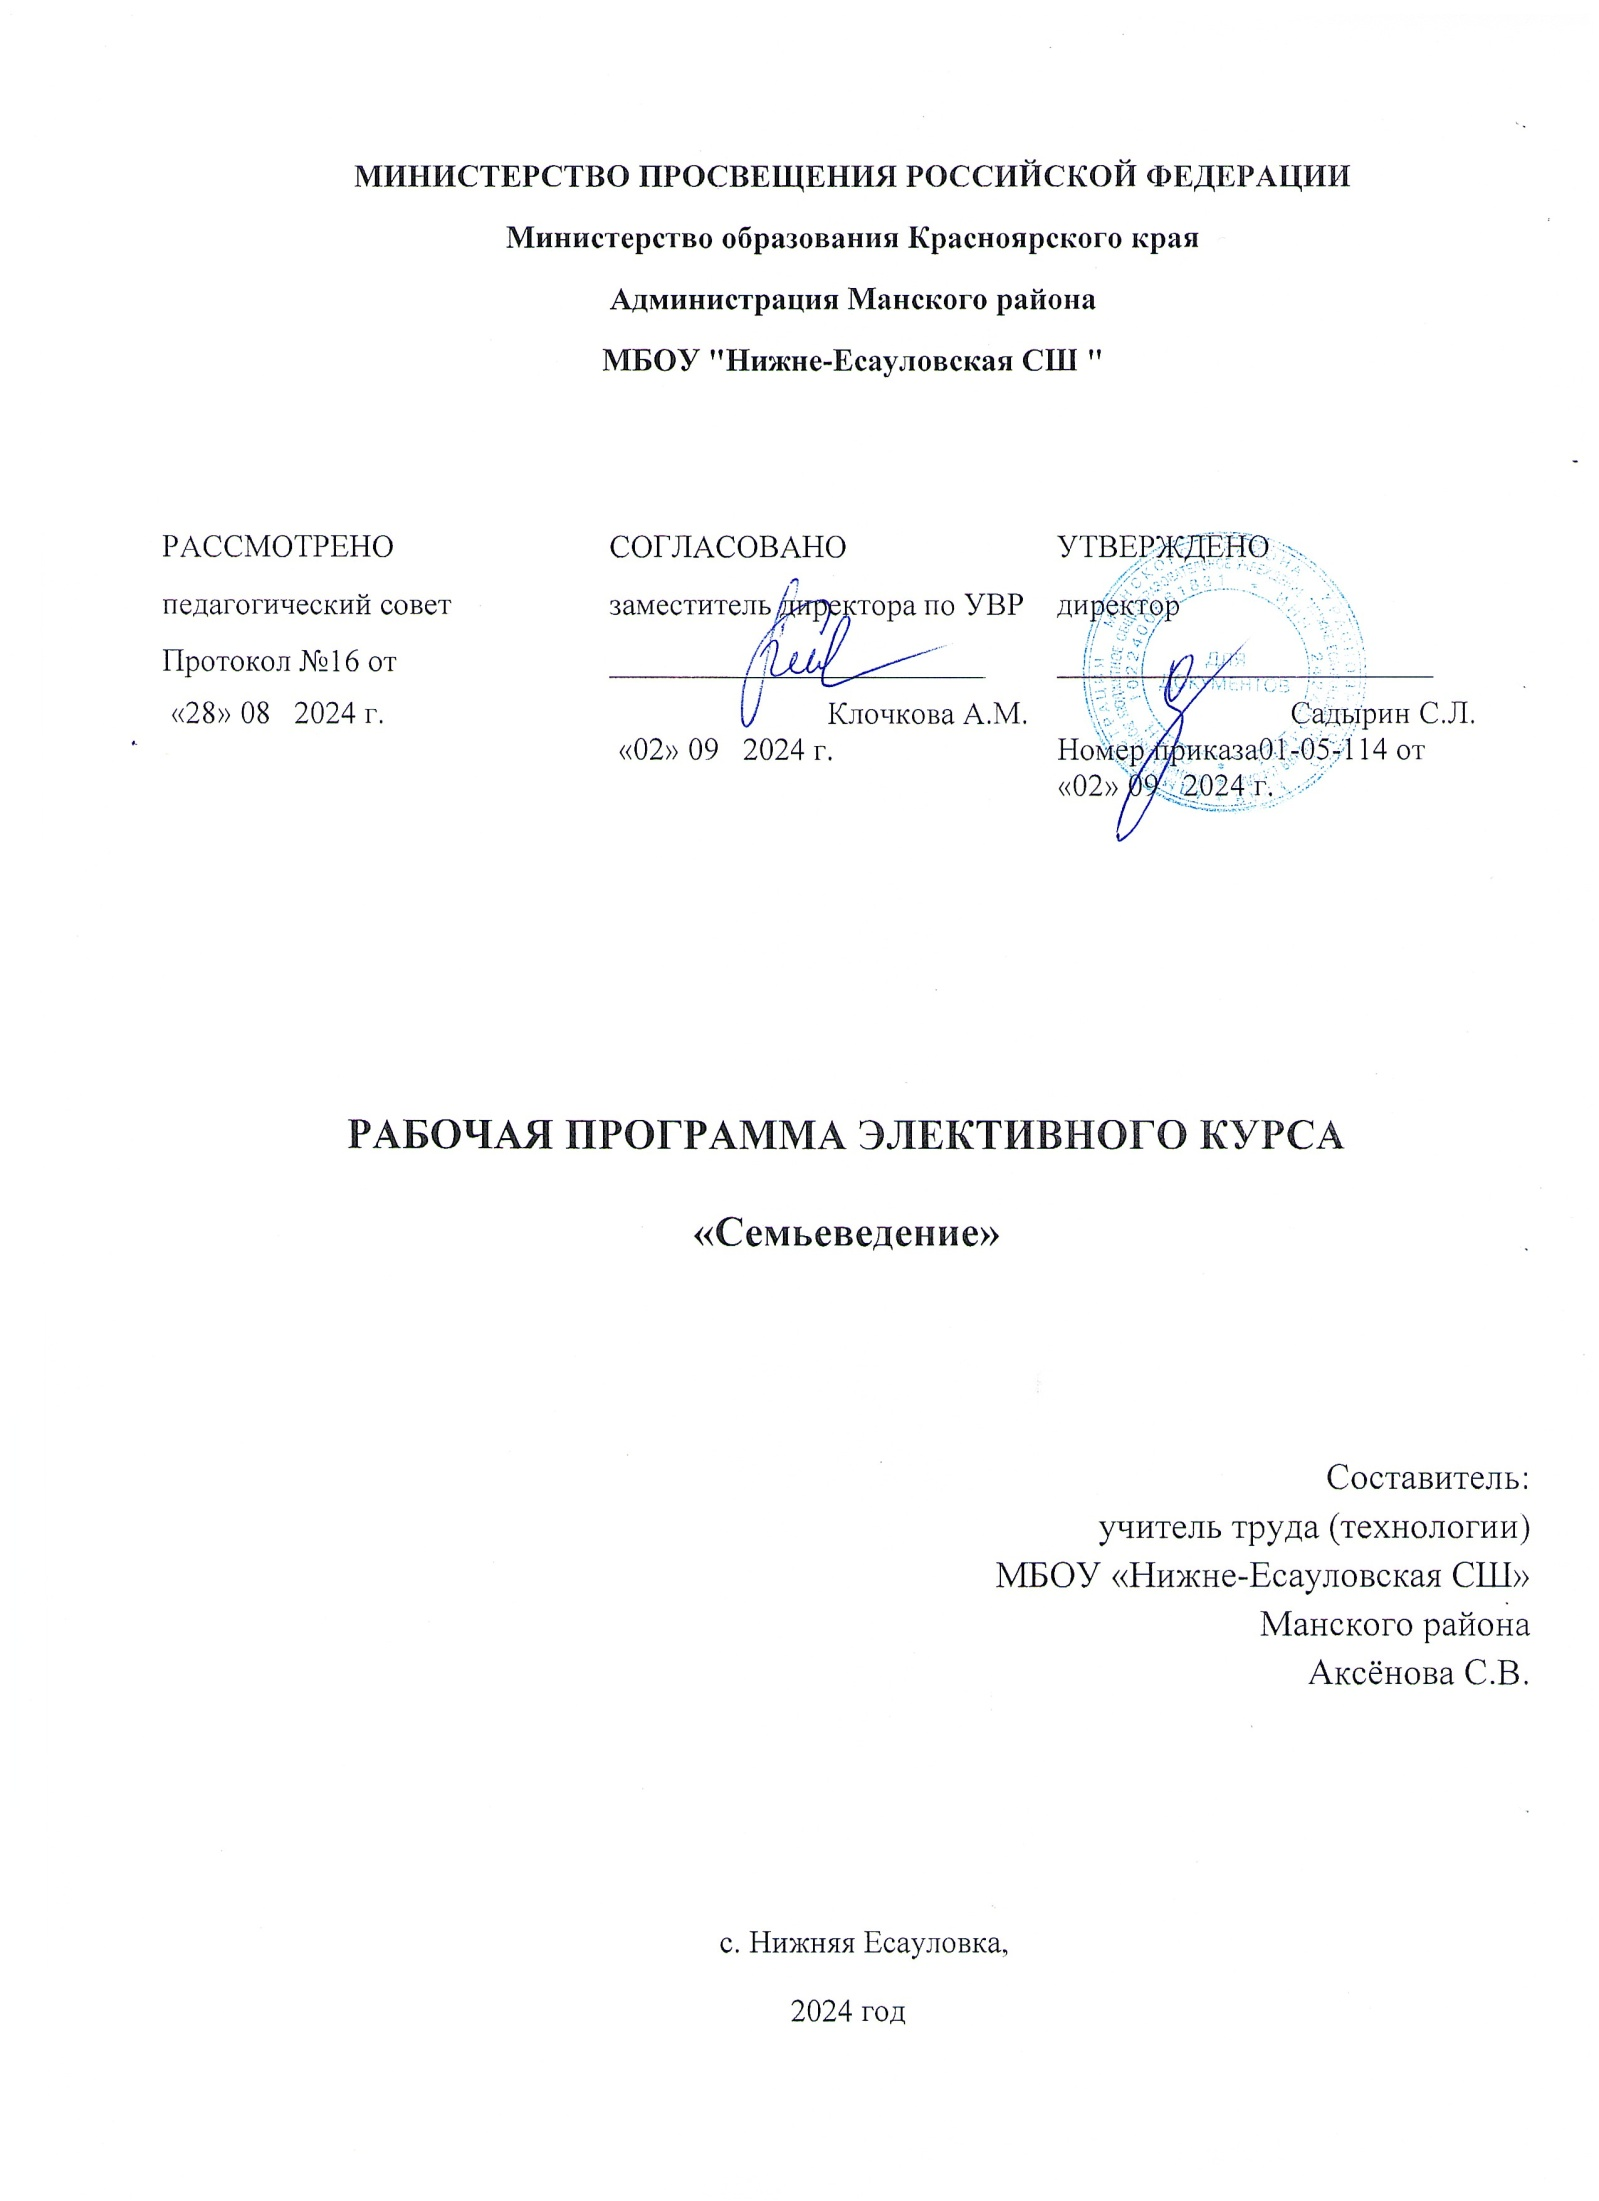 МИНИСТЕРСТВО ПРОСВЕЩЕНИЯ РОССИЙСКОЙ ФЕДЕРАЦИИ
Министерство образования Красноярского края
Администрация Манского района
МБОУ "Нижне-Есауловская СШ "
РАССМОТРЕНО
педагогический совет
Протокол №16 от
«28» 08 2024 г.
СОГЛАСОВАНО
заместитель директора по УВР
Клочкова А.М.
«02» 09 2024 г.
УТВЕРЖДЕНО
директор
Садырин С.Л.
Номер приказа01-05-114 от
«02» 09 2024 г.
ДЛЯ
ДОКУМЕНТОВ
РАБОЧАЯ ПРОГРАММА ЭЛЕКТИВНОГО КУРСА
«Семьеведение»
Составитель:
учитель труда (технологии)
МБОУ «Нижне-Есауловская СШ»
Манского района
Аксёнова С.В.
с. Нижняя Есауловка,
2024 год